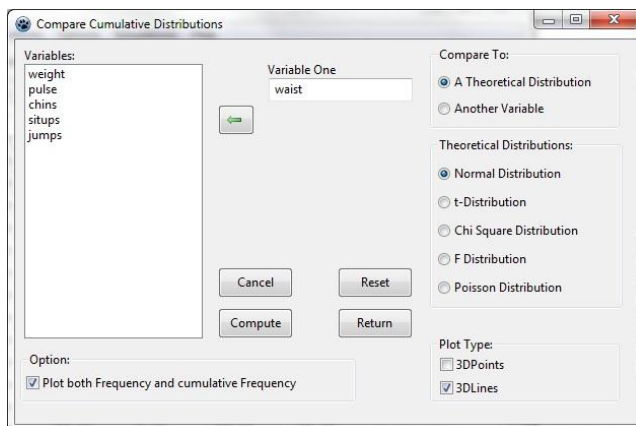 Compare Cumulative Distributions
Variables:
weight
pulse
chins
situps
jumps
Variable One
waist
Cancel
Reset
Compute
Return
Option:
Plot both Frequency and cumulative Frequency
Compare To:
A Theoretical Distribution
Another Variable
Theoretical Distributions:
Normal Distribution
t-Distribution
Chi Square Distribution
F Distribution
Poisson Distribution
Plot Type:
3DPoints
3DLines